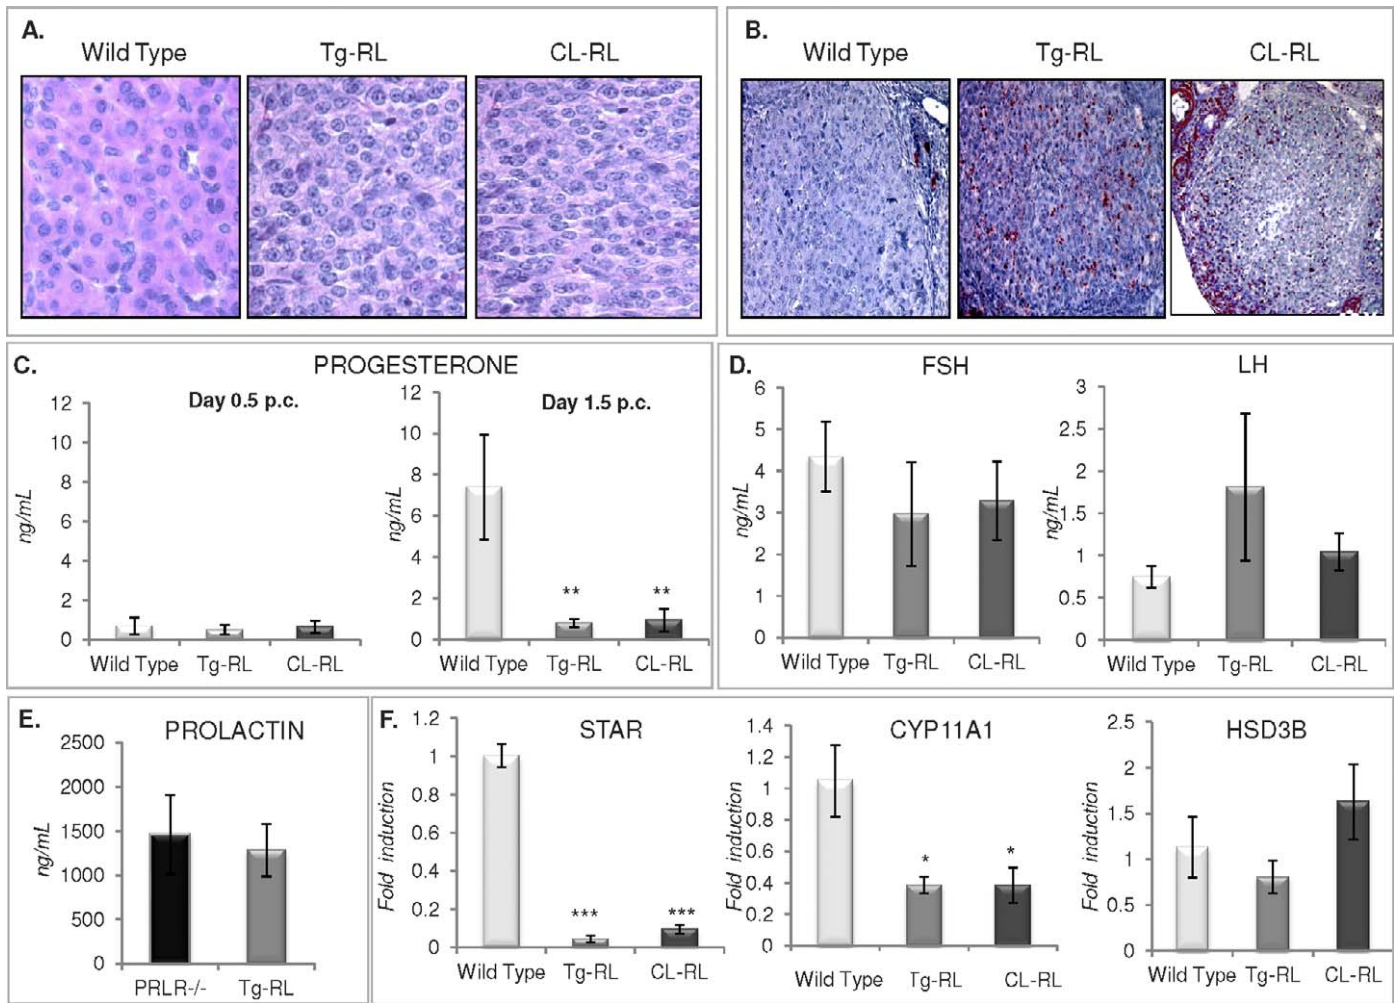 A.
Wild Type Tg-RL CL-RL
B.
Wild Type Tg-RL CL-RL
C.
PROGESTERONE
Day 0.5 p.c.
12
10
8
6
4
2
0
ng/mL
Wild Type Tg-RL CL-RL
Day 1.5 p.c.
12
10
8
6
4
2
0
ng/mL
** **
Wild Type Tg-RL CL-RL
D.
FSH
6
5
4
3
2
1
0
ng/mL
Wild Type Tg-RL CL-RL
LH
3
2.5
2
1.5
1
0.5
0
ng/mL
Wild Type Tg-RL CL-RL
E.
PROLACTIN
2500
2000
1500
1000
500
0
ng/mL
PRLR-/- Tg-RL
F.
STAR
1.2
1
0.8
0.6
0.4
0.2
0
Fold induction
*** ***
Wild Type Tg-RL CL-RL
CYP11A1
1.4
1.2
1
0.8
0.6
0.4
0.2
0
Fold induction
* *
Wild Type Tg-RL CL-RL
HSD3B
2.5
2
1.5
1
0.5
0
Fold induction
Wild Type Tg-RL CL-RL